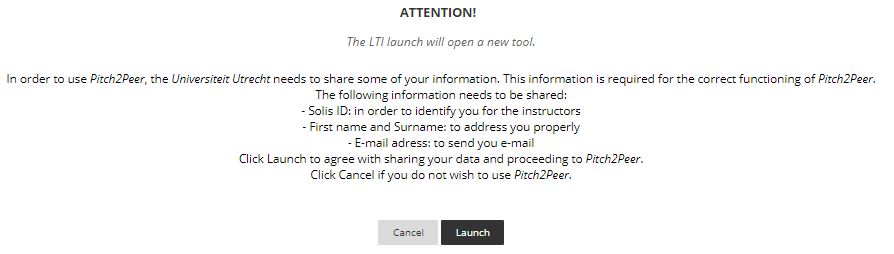 ATTENTION!
The LTI launch will open a new tool.
In order to use Pitch2Peer, the Universiteit Utrecht needs to share some of your information. This information is required for the correct functioning of Pitch2Peer.
The following information needs to be shared:
- Solis ID: in order to identify you for the instructors
- First name and Surname: to address you properly
- E-mail adress: to send you e-mail
Click Launch to agree with sharing your data and proceeding to Pitch2Peer.
Click Cancel if you do not wish to use Pitch2Peer.
Cancel Launch